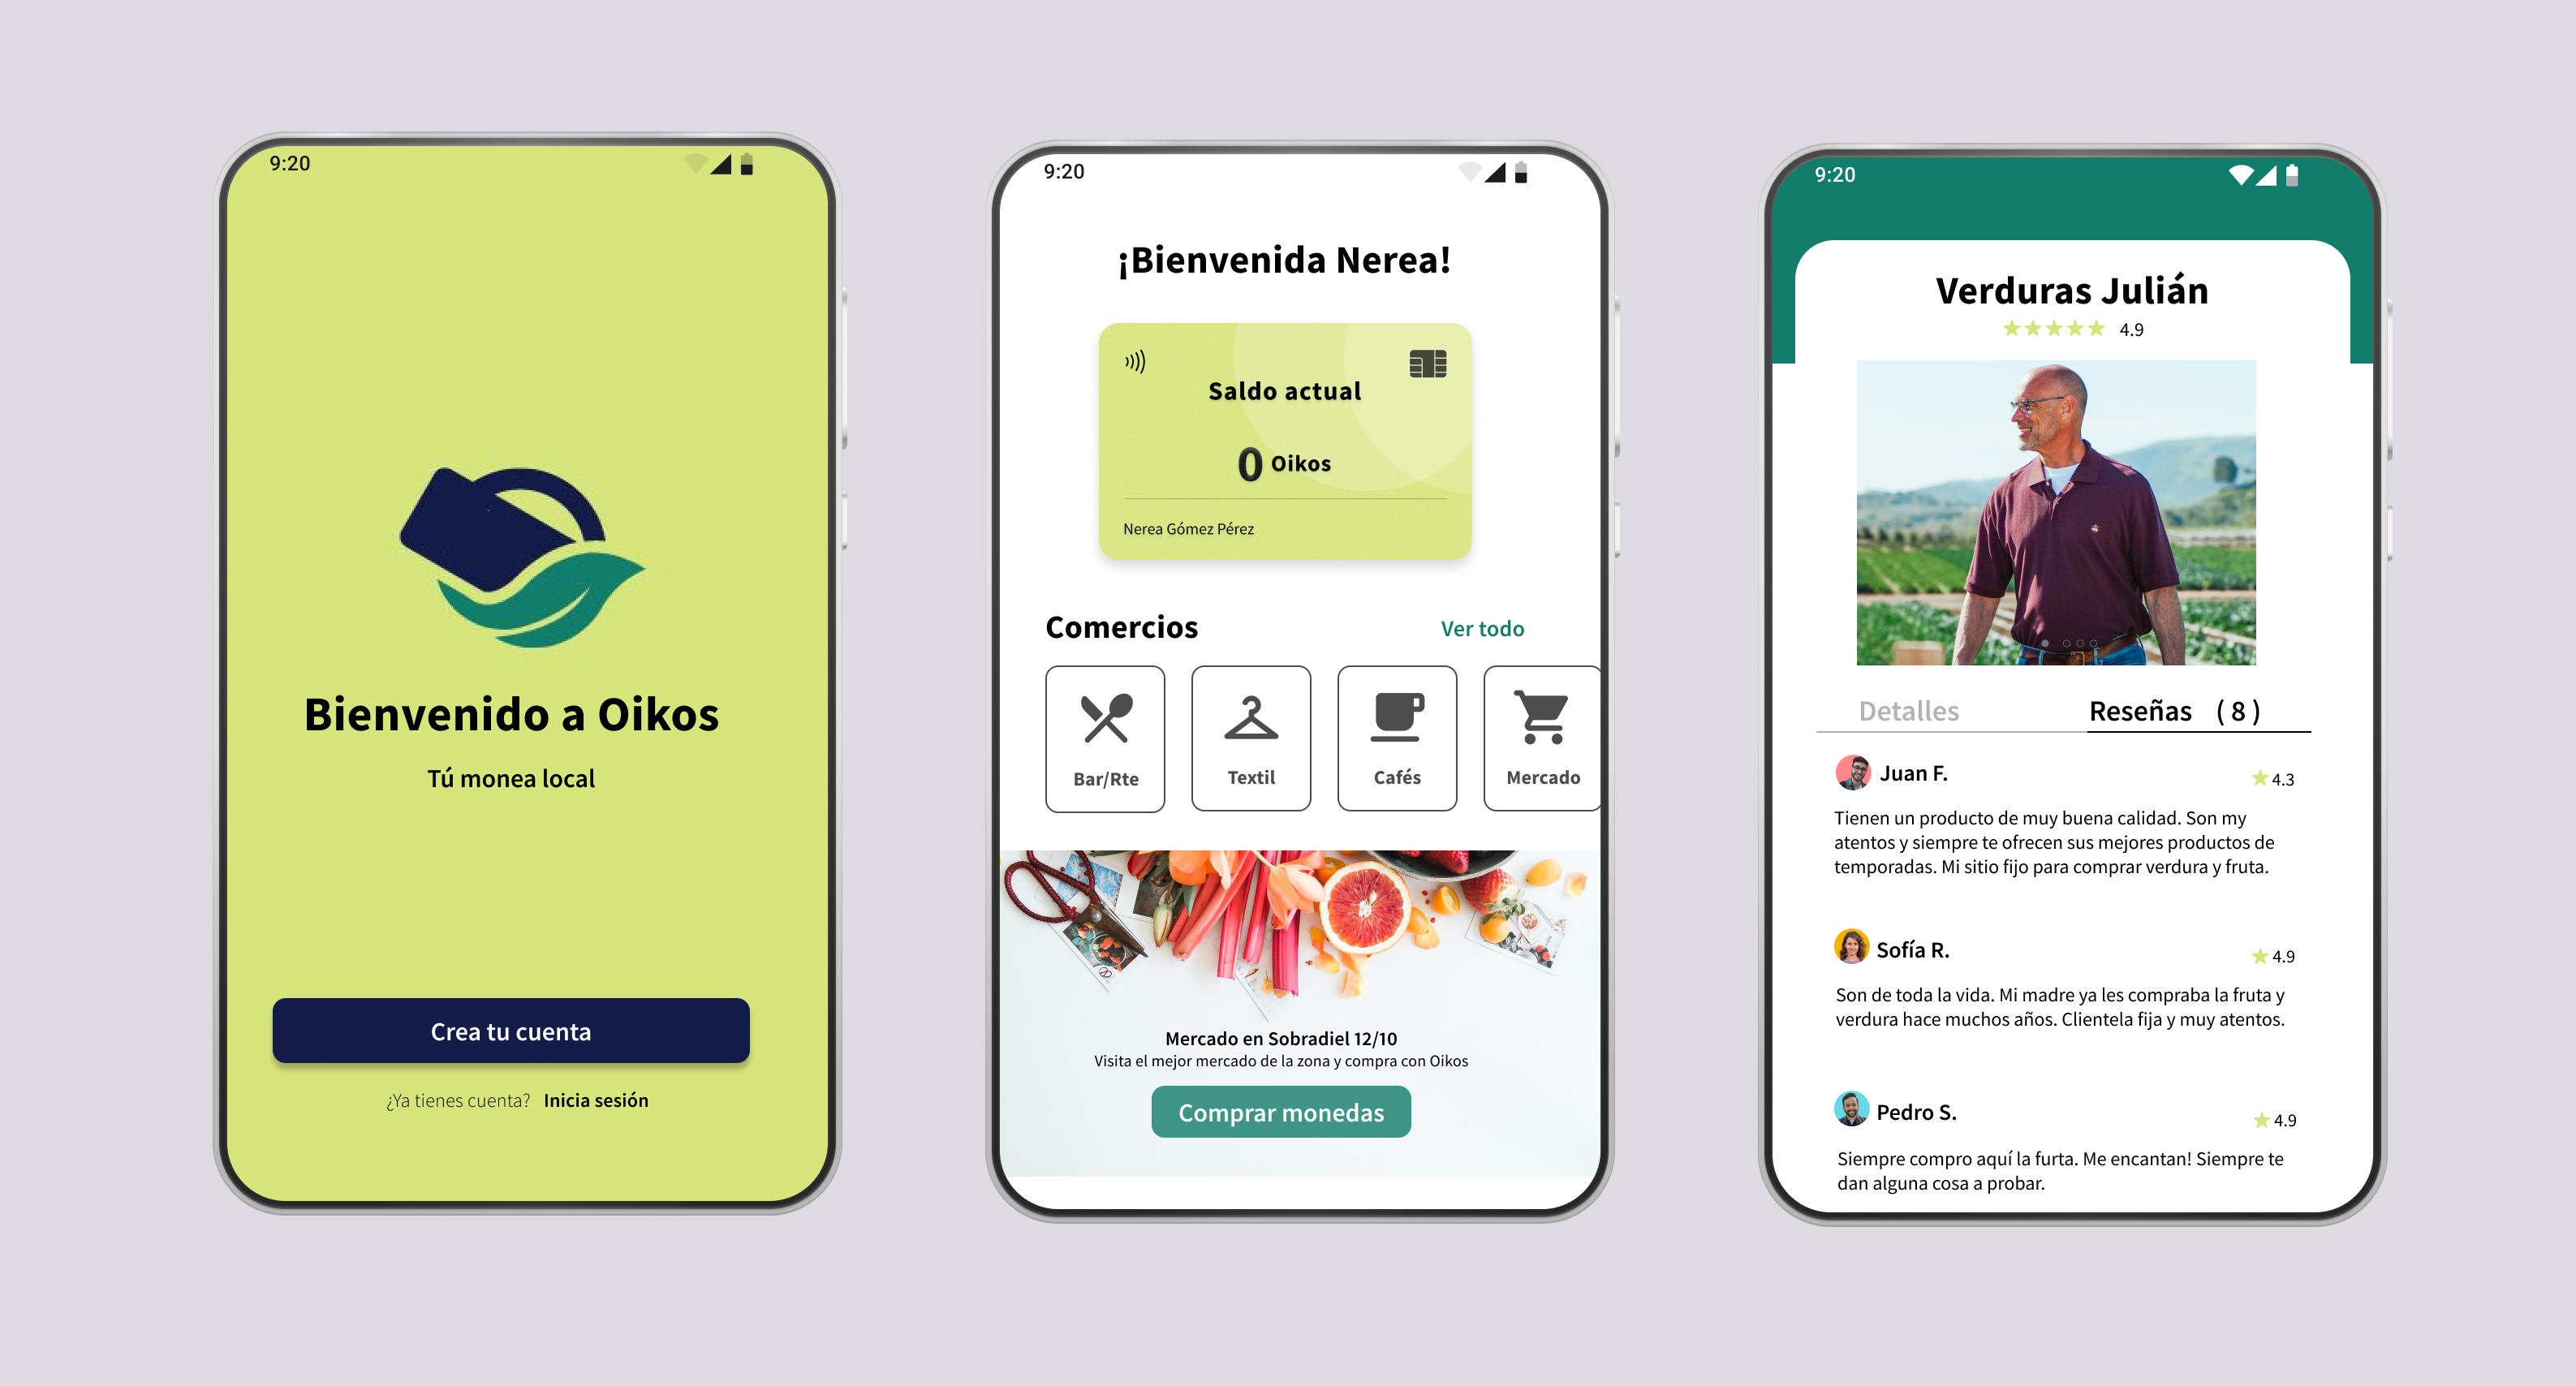 9:20
Bienvenido a Oikos
Tú monea local
Crea tu cuenta
¿Ya tienes cuenta? Inicia sesión
9:20
¡Bienvenida Nerea!
Saldo actual
0 Oikos
Nerea Gómez Pérez
Comercios Ver todo
Bar/Rte Textil Cafés Mercado
Mercado en Sobradiel 12/10
Visita el mejor mercado de la zona y compra con Oikos
Comprar monedas
9:20
Verduras Julián
4.9
Detalles Reseñas ( 8 )
Juan F. 4.3
Tienen un producto de muy buena calidad. Son my
atentos y siempre te ofrecen sus mejores productos de
temporadas. Mi sitio fijo para comprar verdura y fruta.
Sofía R. 4.9
Son de toda la vida. Mi madre ya les compraba la fruta y
verdura hace muchos años. Clientela fija y muy atentos.
Pedro S. 4.9
Siempre compro aquí la furta. Me encantan! Siempre te
dan alguna cosa a probar.